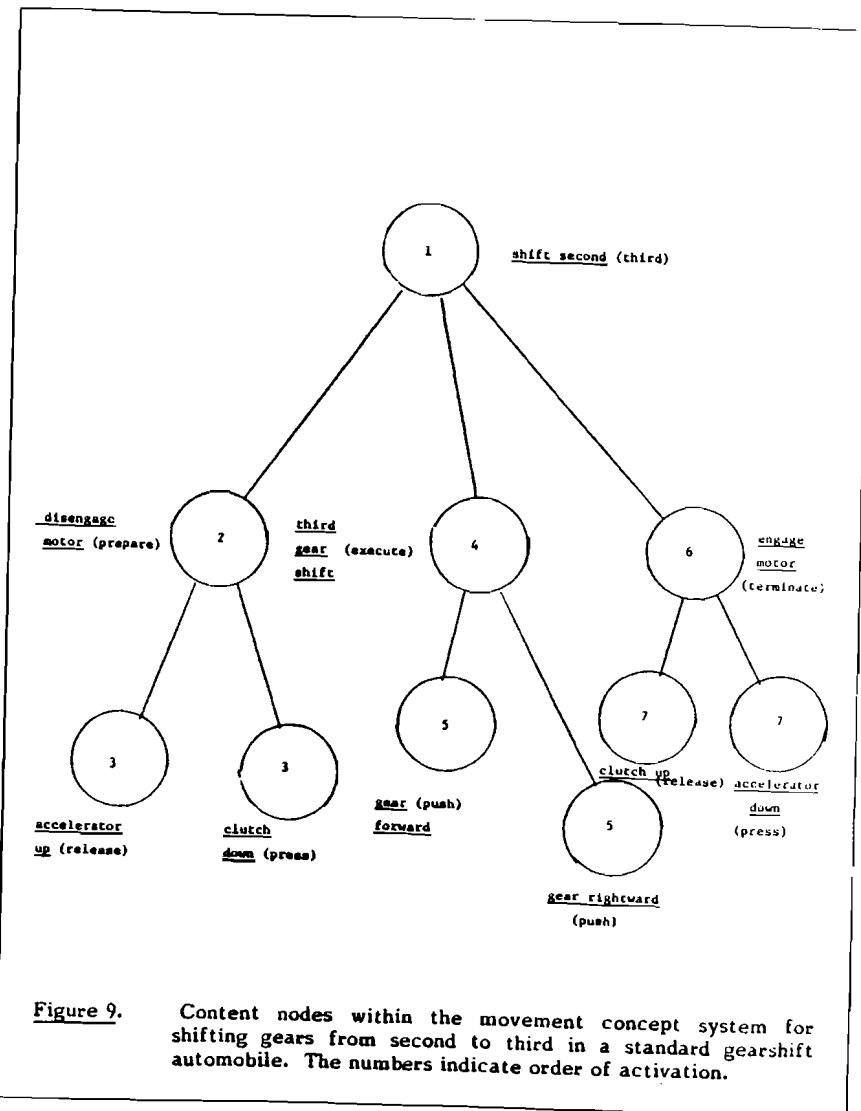 1
shift second (third)
disengage
motor (prepare)
2
third
gear (execute)
shift
4
6
engage
motor
(terminate)
3
accelerator
up (release)
3
clutch
down (press)
5
gear (push)
forward
5
gear rightward
(push)
7
clutch up
(release)
7
accelerator
down
(press)
Figure 9. Content nodes within the movement concept system for
shifting gears from second to third in a standard gearshift
automobile. The numbers indicate order of activation.